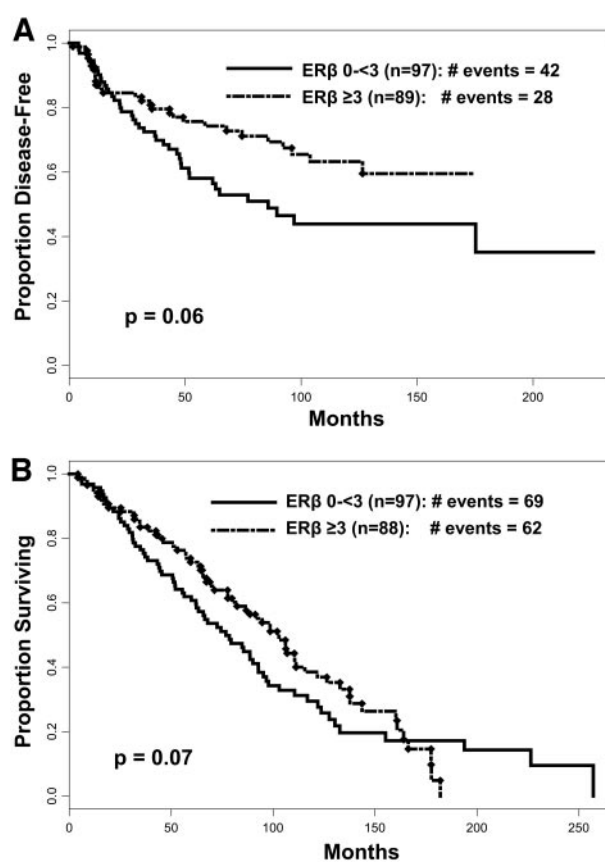 A
ERβ 0-<3 (n=97): # events = 42
ERβ ≥3 (n=89): # events = 28
Proportion Disease-Free
1.0
0.8
0.6
0.4
0.2
0.0
p = 0.06
0 50 100 150 200
Months
B
ERβ 0-<3 (n=97): # events = 69
ERβ ≥3 (n=88): # events = 62
Proportion Surviving
1.0
0.8
0.6
0.4
0.2
0.0
p = 0.07
0 50 100 150 200 250
Months